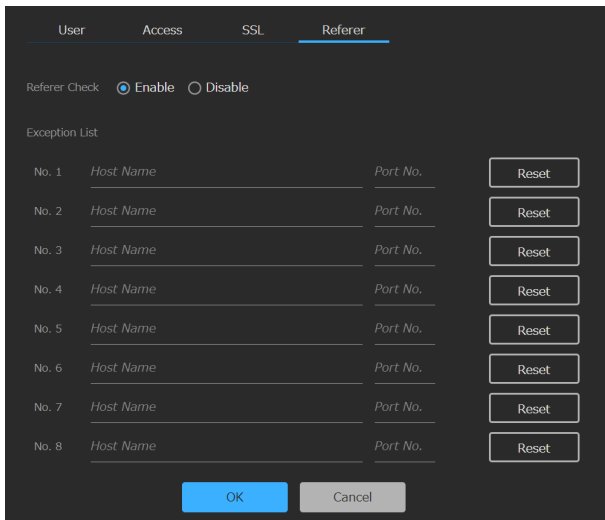 User Access SSL Referer
Referer Check Enable Disable
Exception List
No. 1 Host Name Port No. Reset
No. 2 Host Name Port No. Reset
No. 3 Host Name Port No. Reset
No. 4 Host Name Port No. Reset
No. 5 Host Name Port No. Reset
No. 6 Host Name Port No. Reset
No. 7 Host Name Port No. Reset
No. 8 Host Name Port No. Reset
OK Cancel